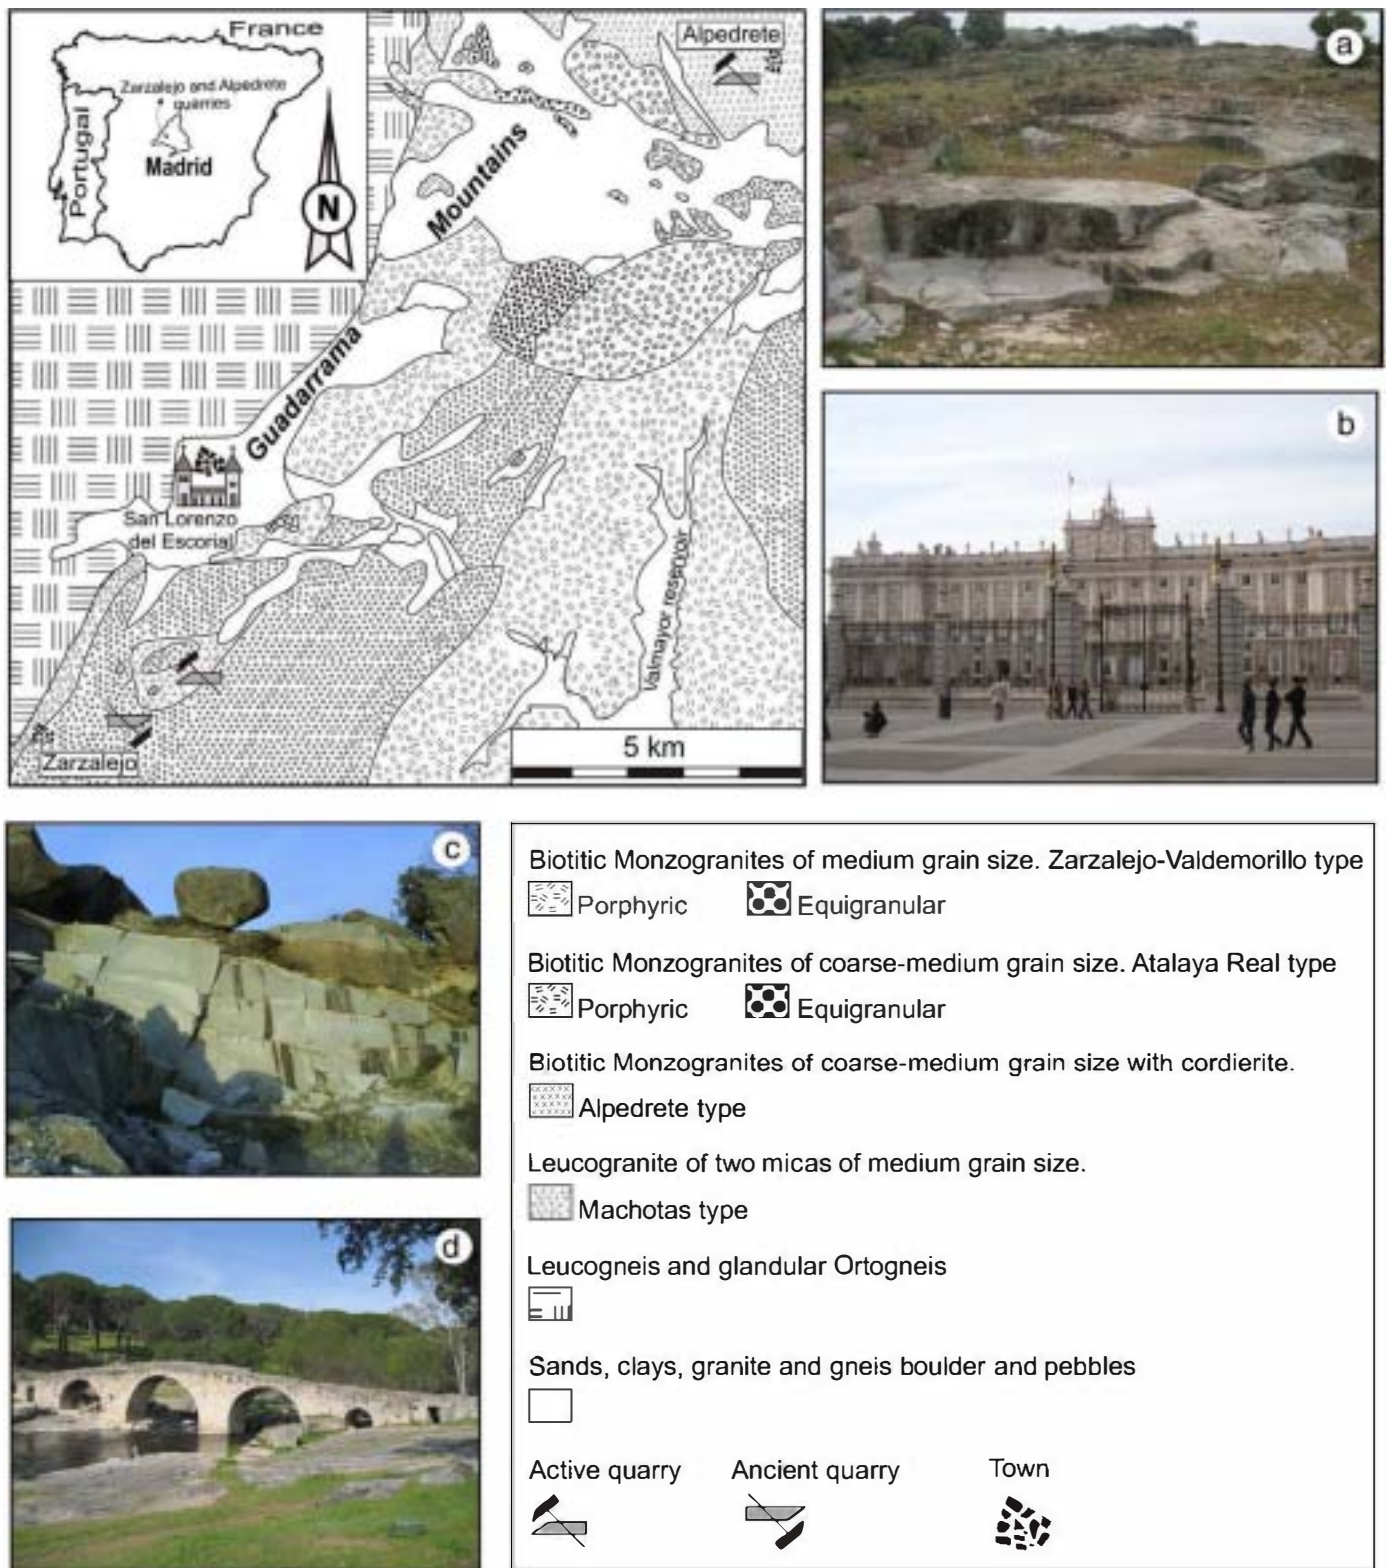 France
Zarzalejo and Alpedrete
quarries
Portugal
Madrid
N
Alpedrete
Guadarrama Mountains
San Lorenzo
del Escorial
Valmayor reservoir
Zarzalejo
5 km
a
b
c
d
Biotitic Monzogranites of medium grain size. Zarzalejo-Valdemorillo type
Porphyric Equigranular
Biotitic Monzogranites of coarse-medium grain size. Atalaya Real type
Porphyric Equigranular
Biotitic Monzogranites of coarse-medium grain size with cordierite.
Alpedrete type
Leucogranite of two micas of medium grain size.
Machotas type
Leucogneis and glandular Ortogneis
Sands, clays, granite and gneis boulder and pebbles
Active quarry Ancient quarry Town